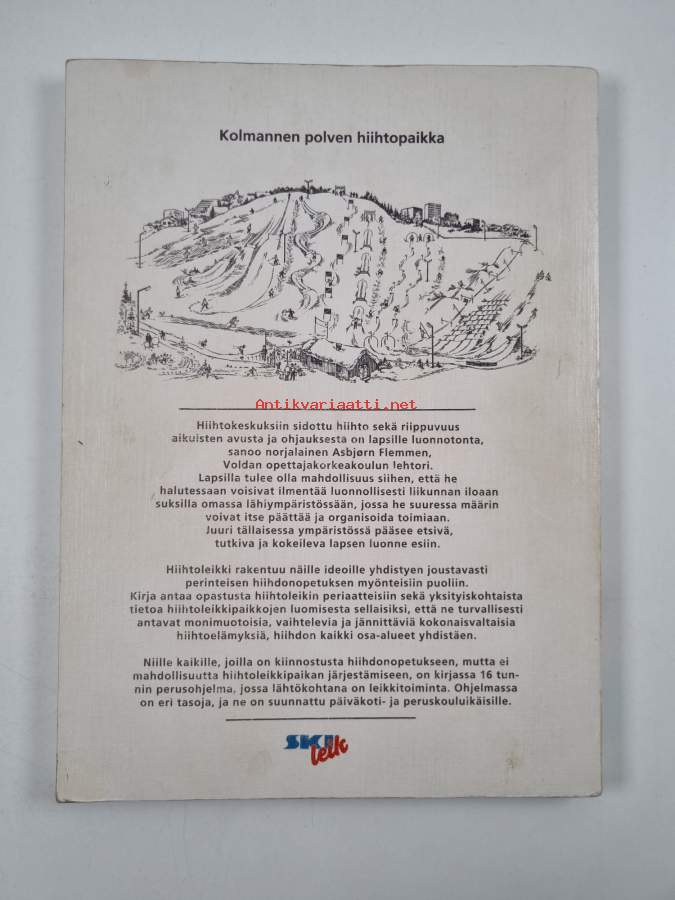 Kolmannen polven hiihtopaikka
Antikvariaatti.net
Hiihtokeskuksiin sidottu hiihto sekä riippuvuus
aikuisten avusta ja ohjauksesta on lapsille luonnotonta,
sanoo norjalainen Asbjørn Flemmen,
Voldan opettajakorkeakoulun lehtori.
Lapsilla tulee olla mahdollisuus siihen, että he
halutessaan voisivat ilmentää luonnollisesti liikunnan iloaan
suksilla omassa lähiympäristössään, jossa he suuressa määrin
voivat itse päättää ja organisoida toimiaan.
Juuri tällaisessa ympäristössä pääsee etsivä,
tutkiva ja kokeileva lapsen luonne esiin.
Hiihtoleikki rakentuu näille ideoille yhdistyen joustavasti
perinteisen hiihdonopetuksen myönteisiin puoliin.
Kirja antaa opastusta hiihtoleikin periaatteisiin sekä yksityiskohtaista
tietoa hiihtoleikkipaikkojen luomisesta sellaisiksi, että ne turvallisesti
antavat monimuotoisia, vaihtelevia ja jännittäviä kokonaisvaltaisia
hiihtoelämyksiä, hiihdon kaikki osa-alueet yhdistäen.
Niille kaikille, joilla on kiinnostusta hiihdonopetukseen, mutta ei
mahdollisuutta hiihtoleikkipaikan järjestämiseen, on kirjassa 16 tun-
nin perusohjelma, jossa lähtökohtana on leikkitoiminta. Ohjelmassa
on eri tasoja, ja ne on suunnattu päiväkoti- ja peruskouluikäisille.
SKI
leik